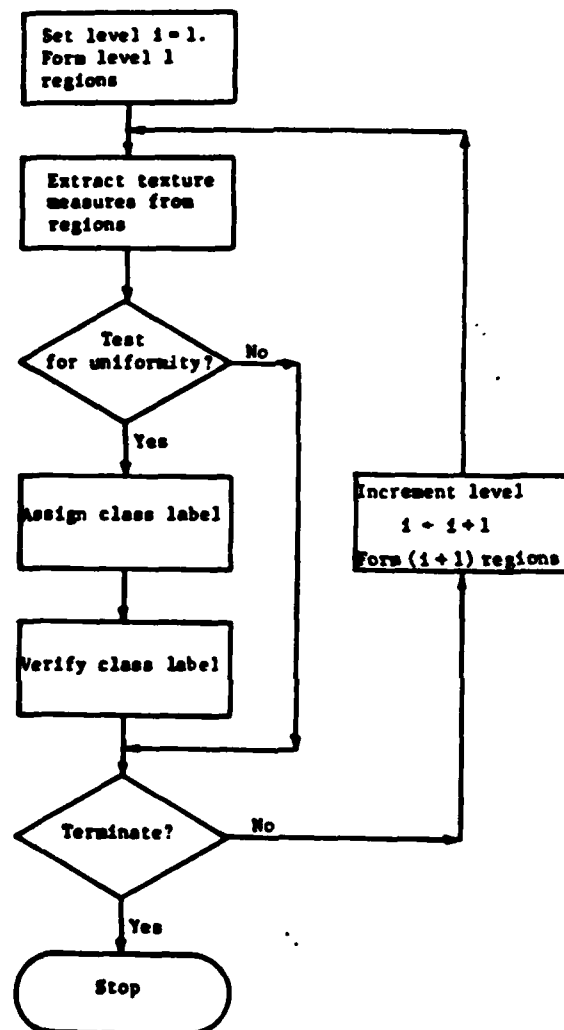 Set level i = 1.
Form level 1
regions
Extract texture
measures from
regions
Test
for uniformity?
No
Yes
Assign class label
Increment level
i ← i+1
Form (i+1) regions
Verify class label
Terminate?
No
Yes
Stop